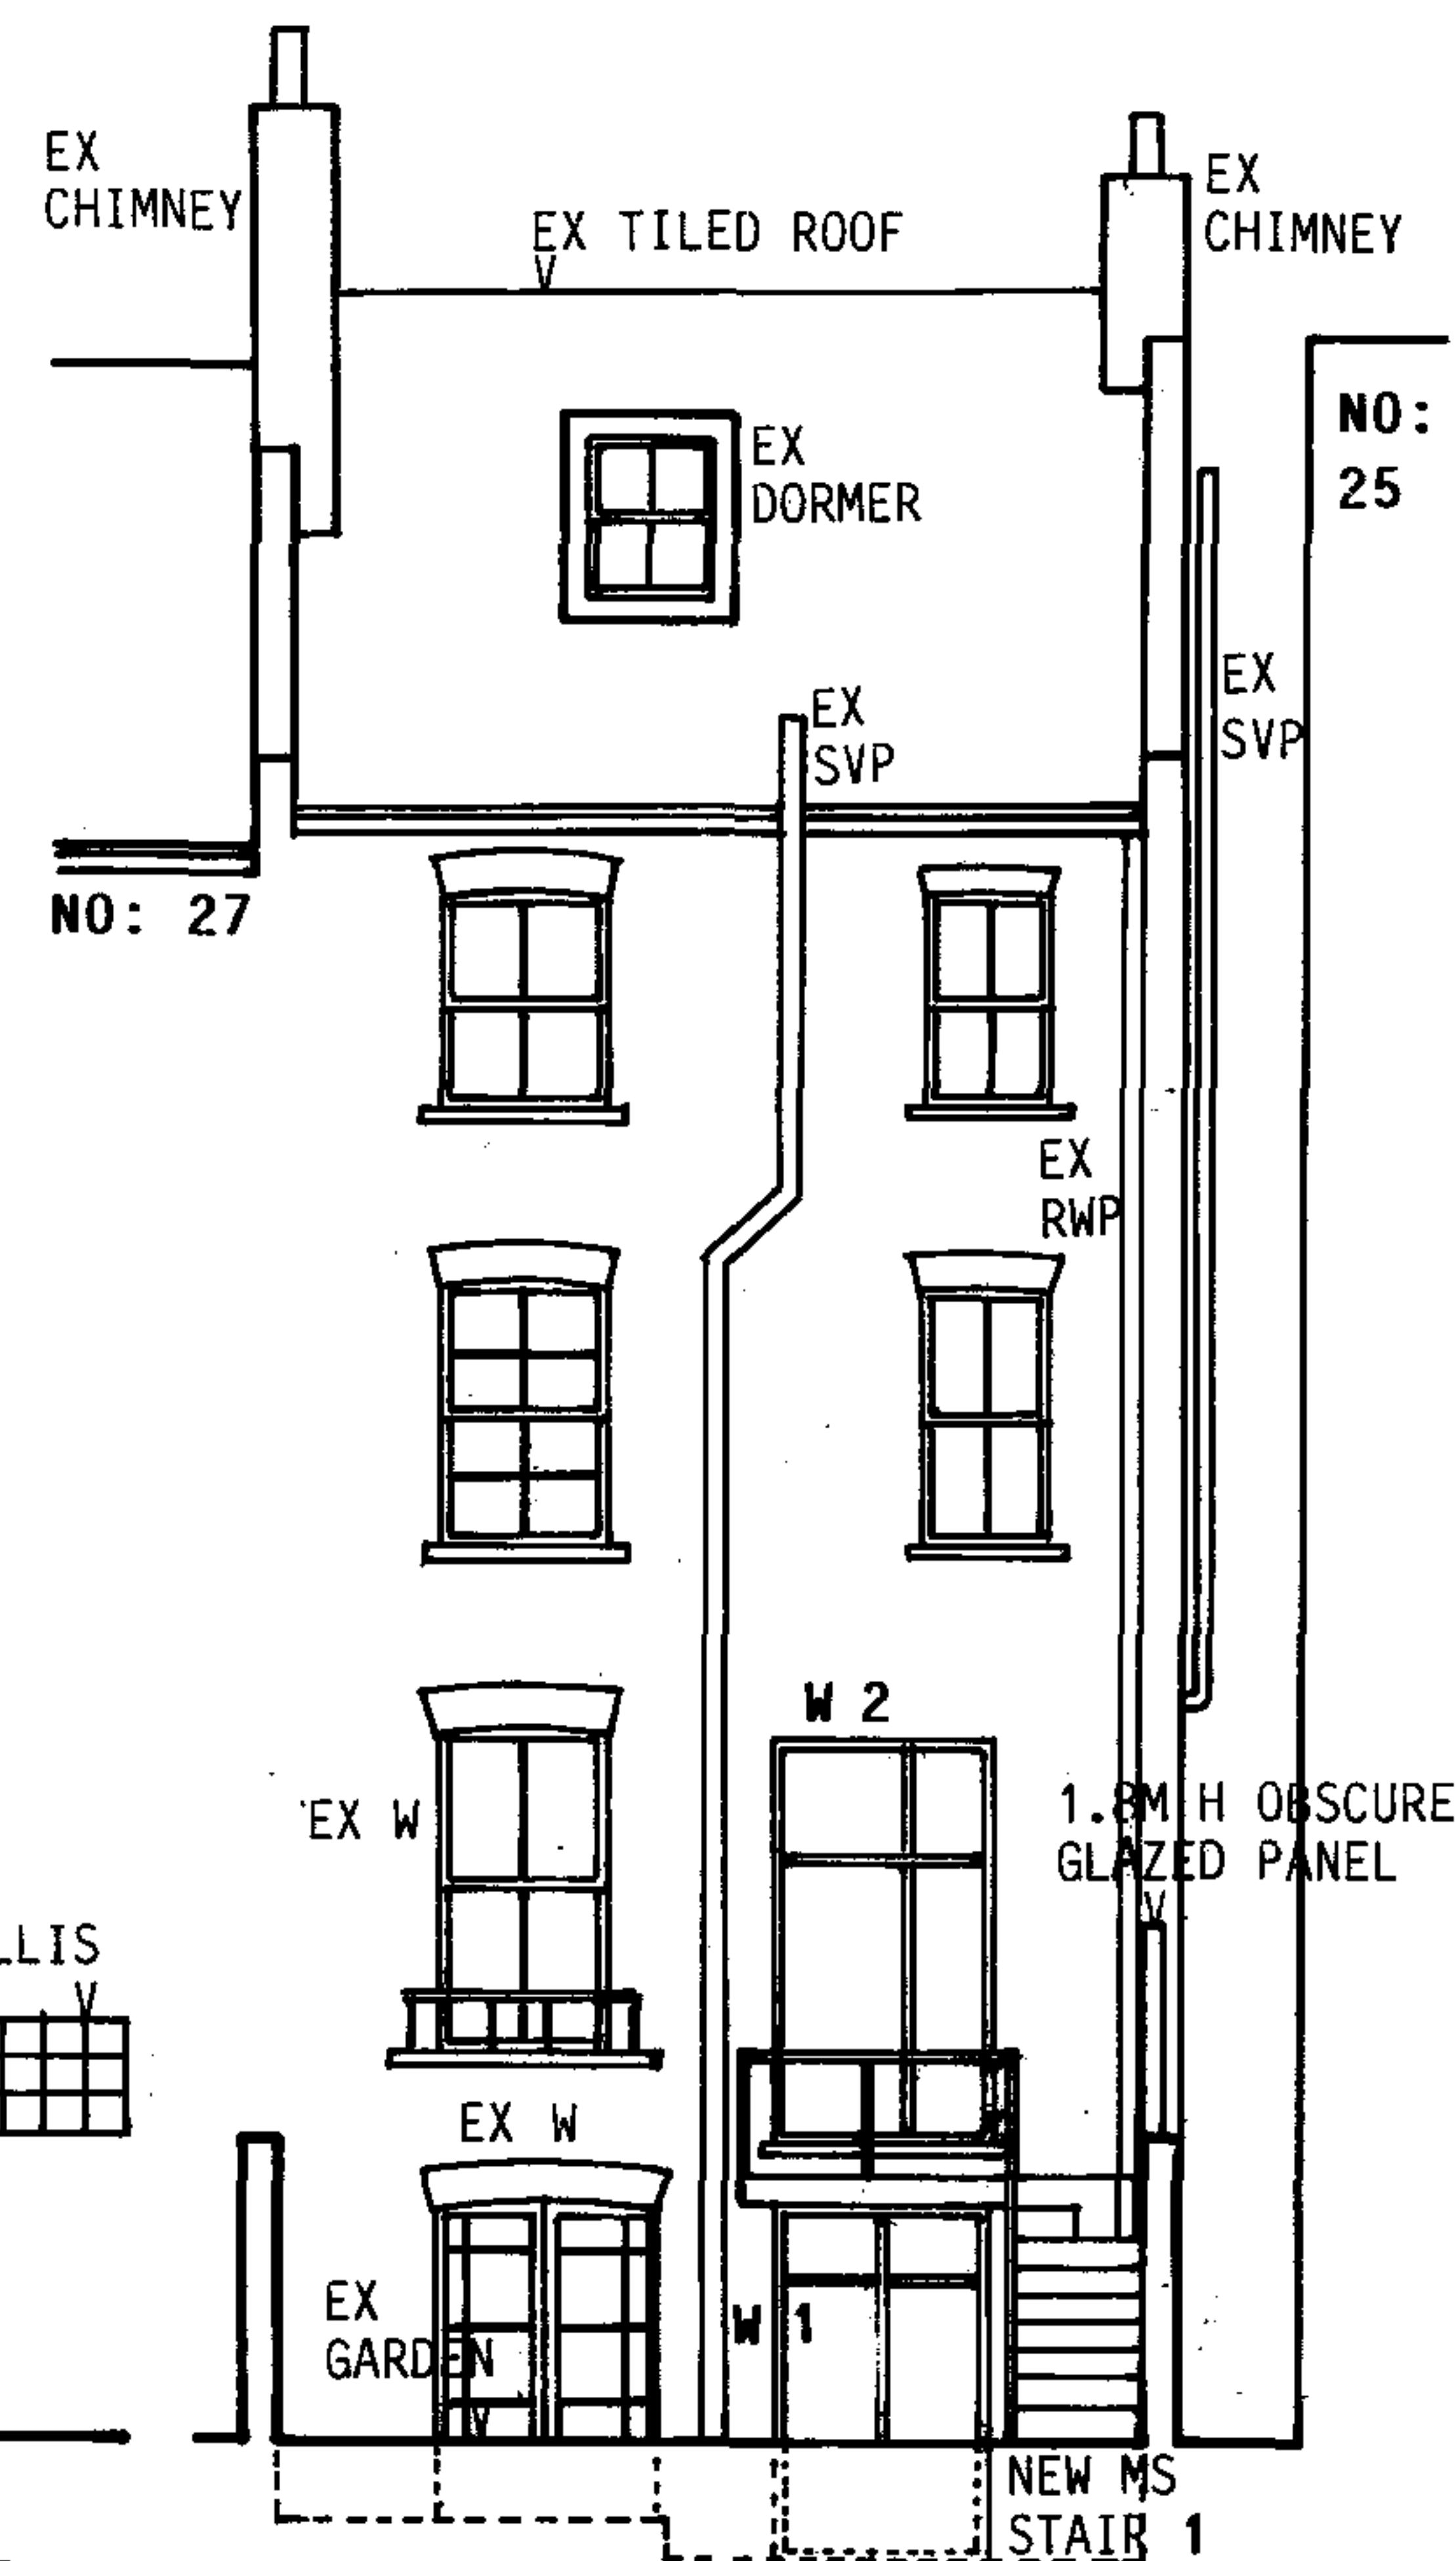 EX
CHIMNEY
EX
CHIMNEY
EX TILED ROOF
NO:
25
EX
DORMER
EX
SVP
EX
SVP
NO: 27
EX
RWP
W 2
EX W
1.8M H OBSCURE
GLAZED PANEL
LLIS
EX W
EX
GARDEN
W 1
NEW MS
STAIR 1